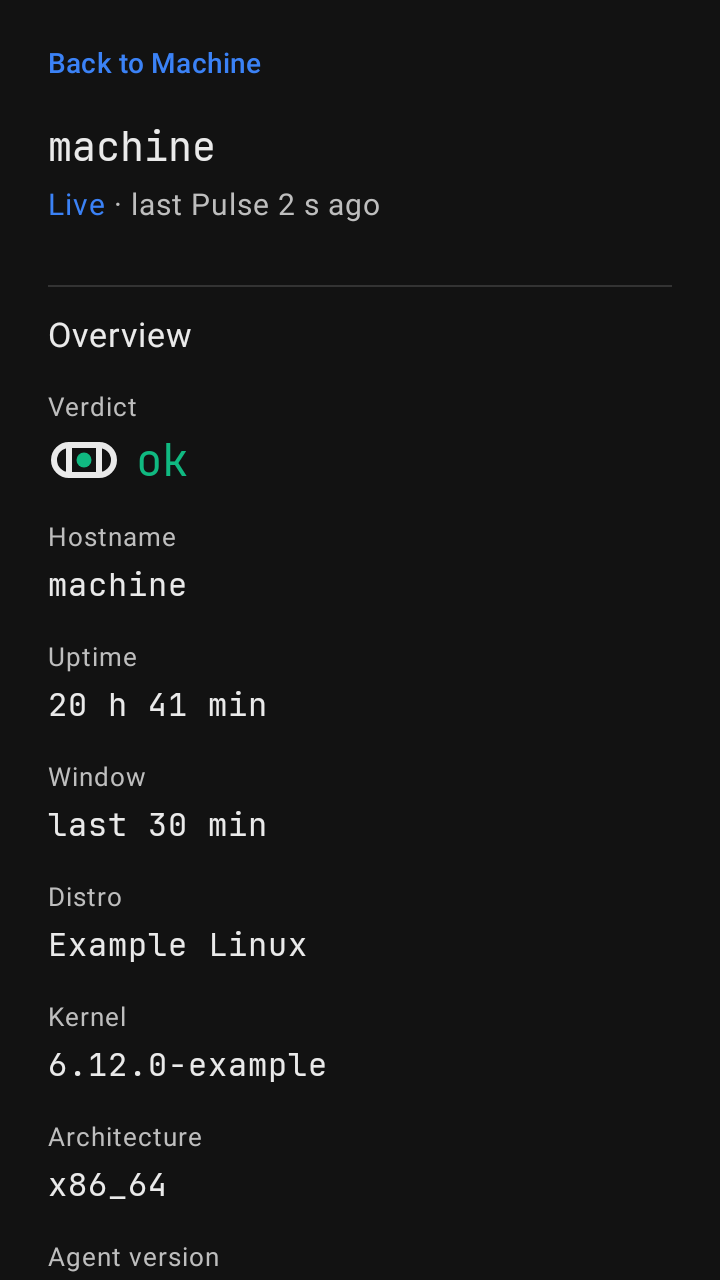 Back to Machine
machine
Live · last Pulse 2 s ago
Overview
Verdict
ok
Hostname
machine
Uptime
20 h 41 min
Window
last 30 min
Distro
Example Linux
Kernel
6.12.0-example
Architecture
x86_64
Agent version